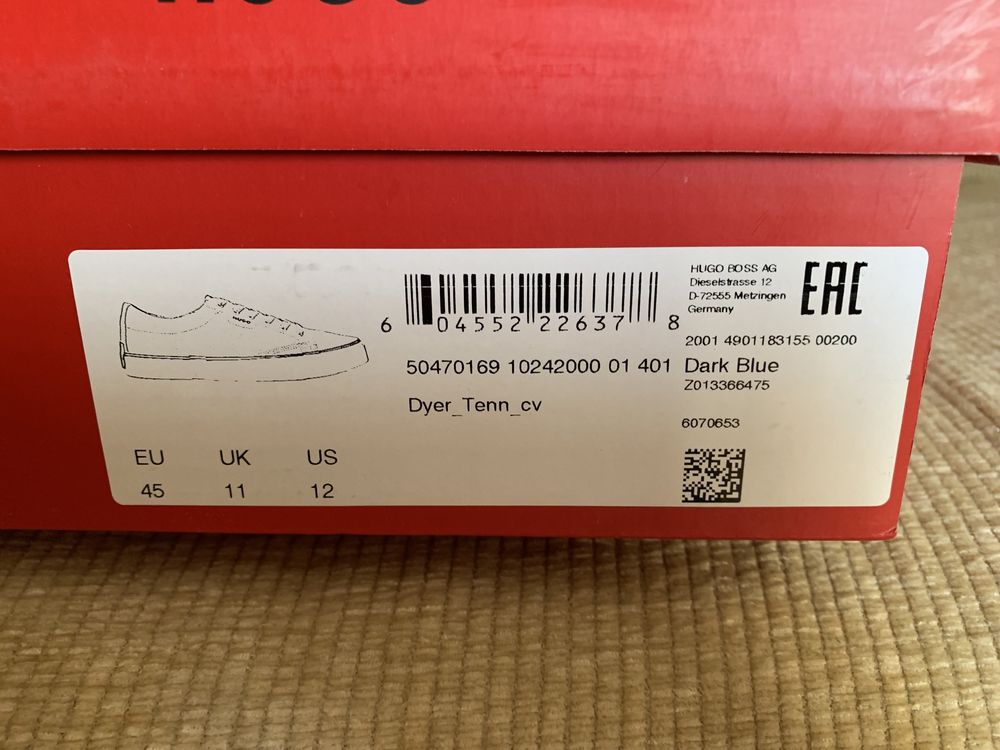 HUGO
HUGO BOSS AG
Dieselstrasse 12
D-72555 Metzingen
Germany
EAC
6 04552 22637 8
2001 4901183155 00200
50470169 10242000 01 401 Dark Blue
Z013366475
Dyer_Tenn_cv
6070653
EU UK US
45 11 12